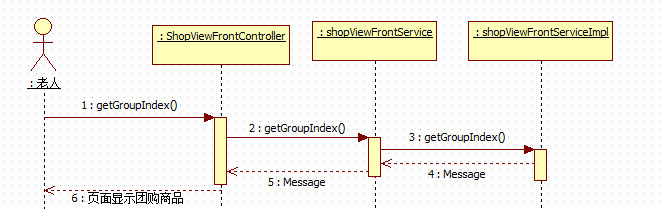 : 老人
: ShopViewFrontController
: shopViewFrontService
: shopViewFrontServiceImpl
1 : getGroupIndex()
2 : getGroupIndex()
3 : getGroupIndex()
4 : Message
5 : Message
6 : 页面显示团购商品